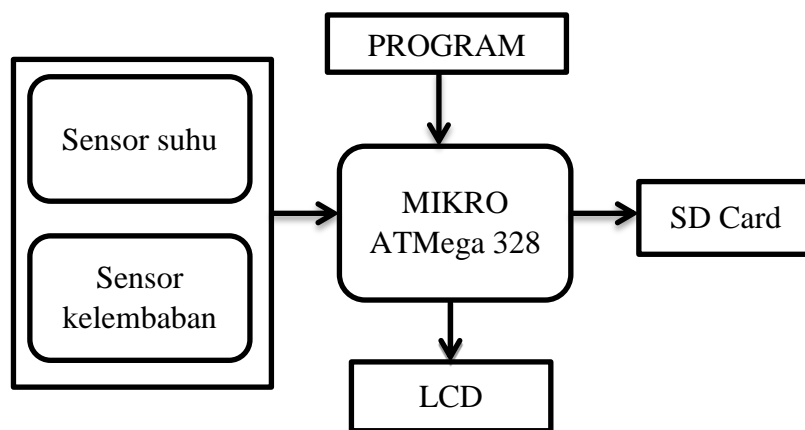 PROGRAM
Sensor suhu
MIKRO
ATMega 328
SD Card
Sensor
kelembaban
LCD